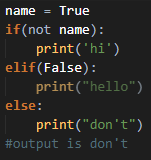 name = True
if(not name):
    print('hi')
elif(False):
    print("hello")
else:
    print("don't")
#output is don't